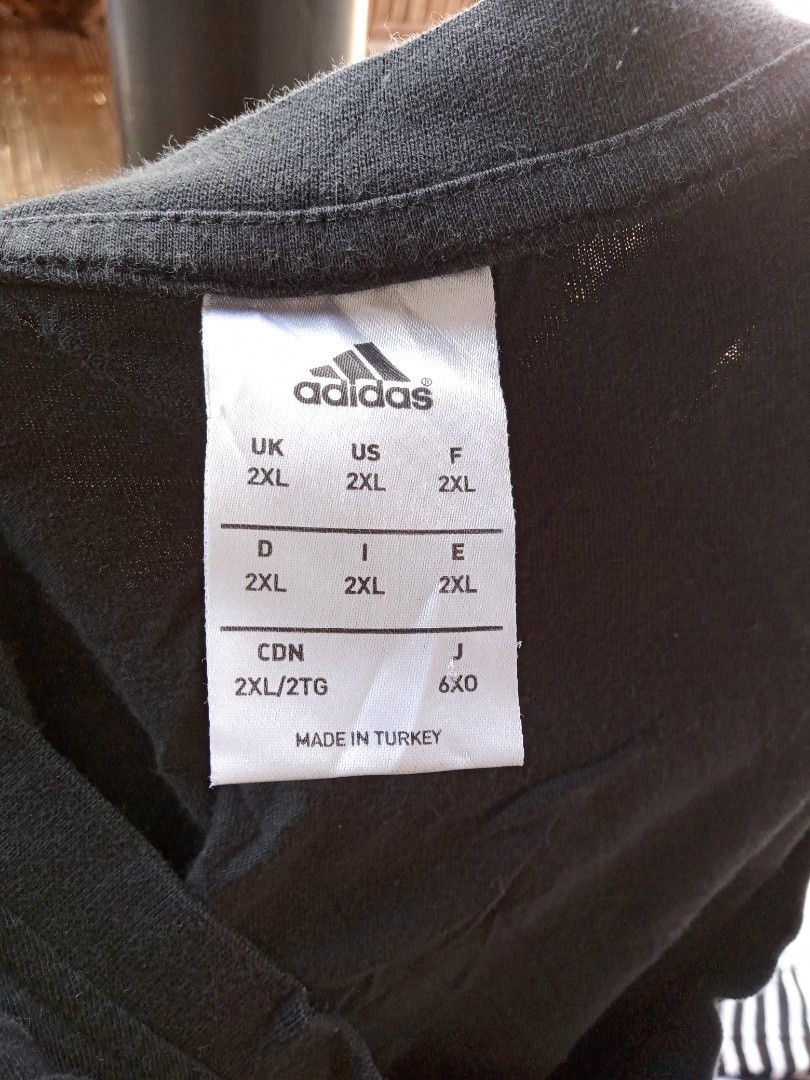 adidas®
UK US F
2XL 2XL 2XL
D I E
2XL 2XL 2XL
CDN J
2XL/2TG 6XO
MADE IN TURKEY